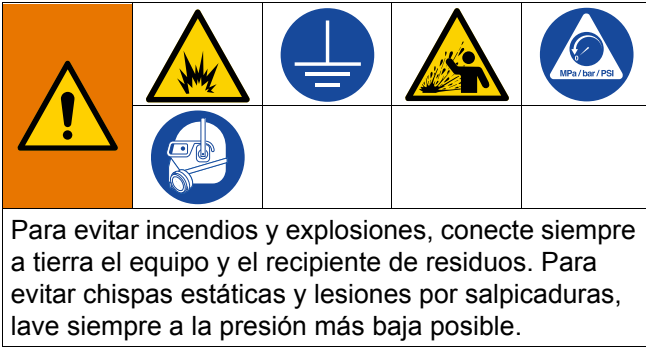 MPa/bar/PSI
Para evitar incendios y explosiones, conecte siempre
a tierra el equipo y el recipiente de residuos. Para
evitar chispas estáticas y lesiones por salpicaduras,
lave siempre a la presión más baja posible.